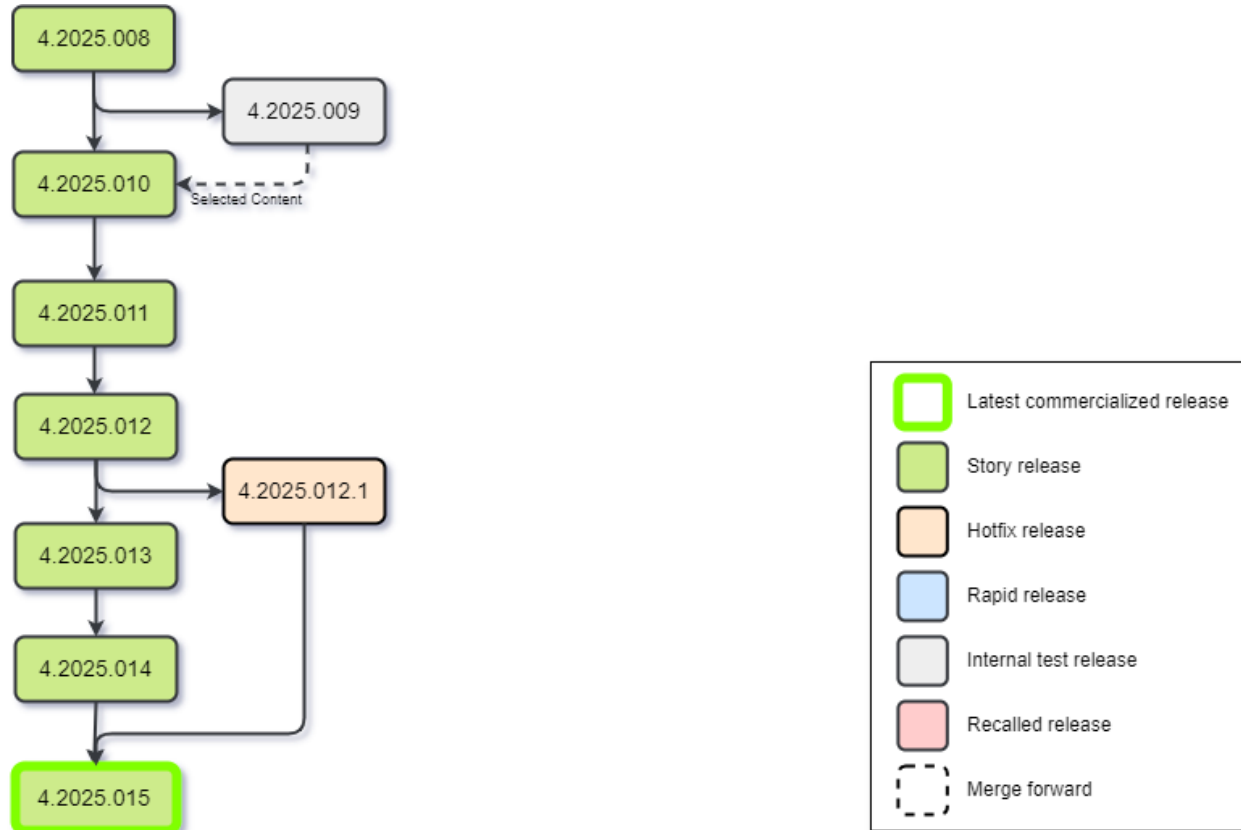 4.2025.008
4.2025.009
4.2025.010
Selected Content
4.2025.011
4.2025.012
4.2025.012.1
4.2025.013
4.2025.014
4.2025.015
Latest commercialized release
Story release
Hotfix release
Rapid release
Internal test release
Recalled release
Merge forward